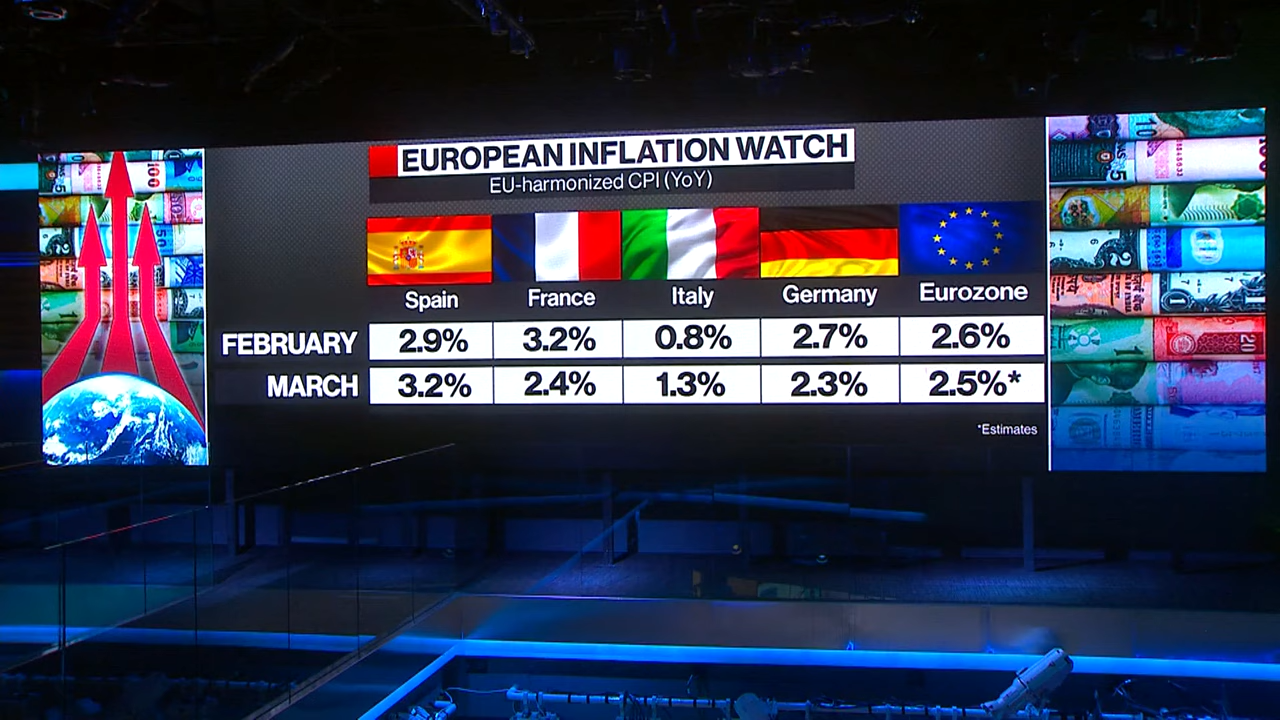 EUROPEAN INFLATION WATCH
EU-harmonized CPI (YoY)
Spain France Italy Germany Eurozone
FEBRUARY 2.9% 3.2% 0.8% 2.7% 2.6%
MARCH 3.2% 2.4% 1.3% 2.3% 2.5%*
*Estimates